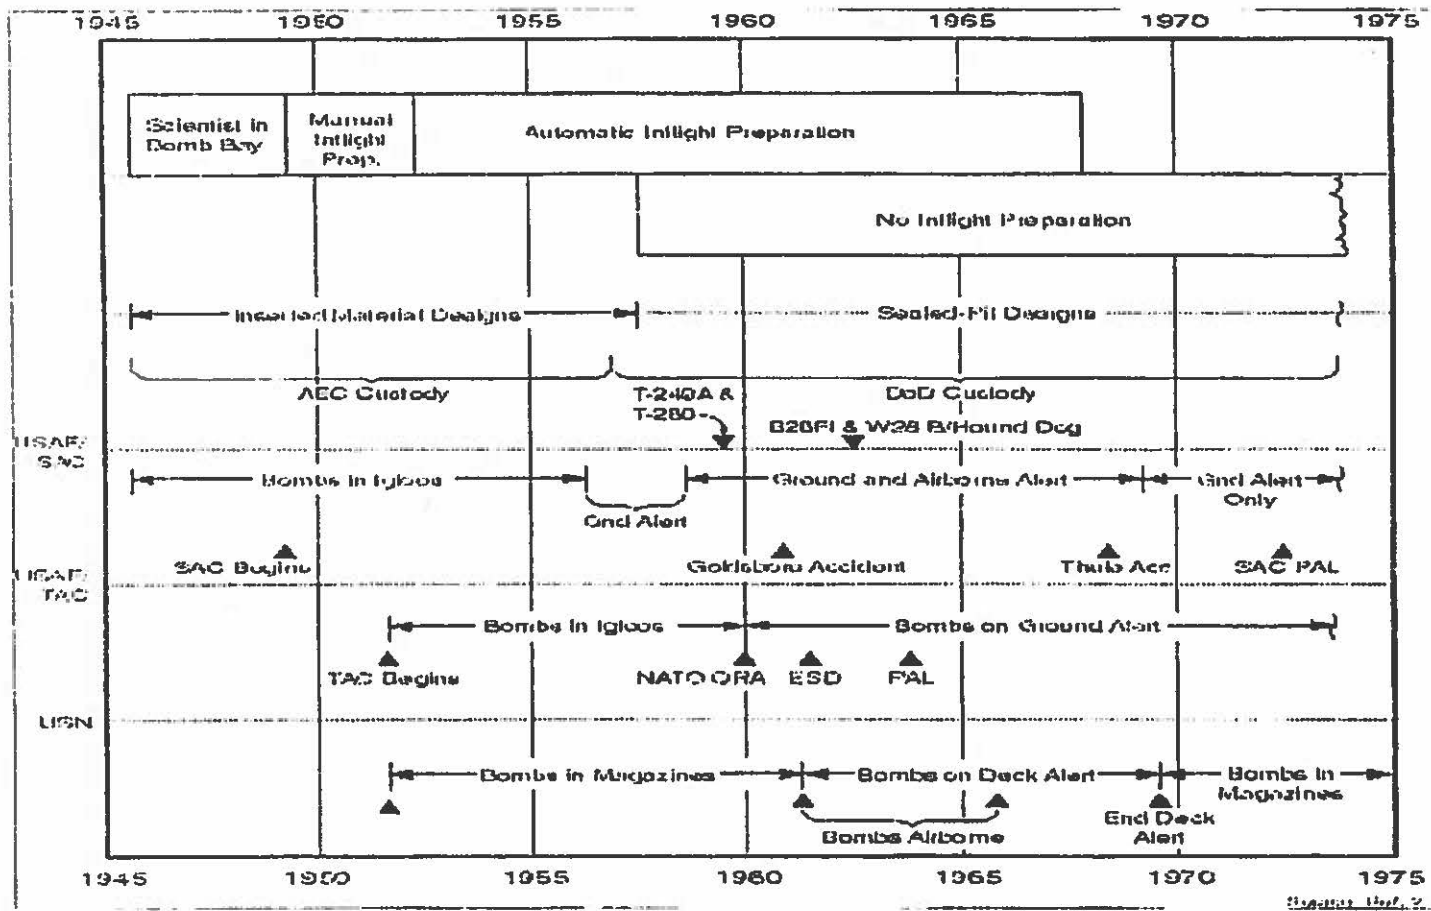 1945 1950 1955 1960 1965 1970 1975
Scientist in
Bomb Bay
Manual
Inflight
Prep.
Automatic Inflight Preparation
No Inflight Preparation
Inserted Material Designs
Sealed-Pit Designs
AEC Custody
DoD Custody
T-249A &
T-280
B28FI & W28 B/Hound Dog
USAF/
SAC
Bombs in Igloos
Gnd Alert
Ground and Airborne Alert
Gnd Alert
Only
SAC Begins
Goldsboro Accident
Thule Acc
SAC PAL
USAF/
TAC
Bombs in Igloos
Bombs on Ground Alert
TAC Begins
NATO QRA
ESD
PAL
USN
Bombs in Magazines
Bombs on Deck Alert
Bombs in
Magazines
Bombs Airborne
End Deck
Alert
1945 1950 1955 1960 1965 1970 1975